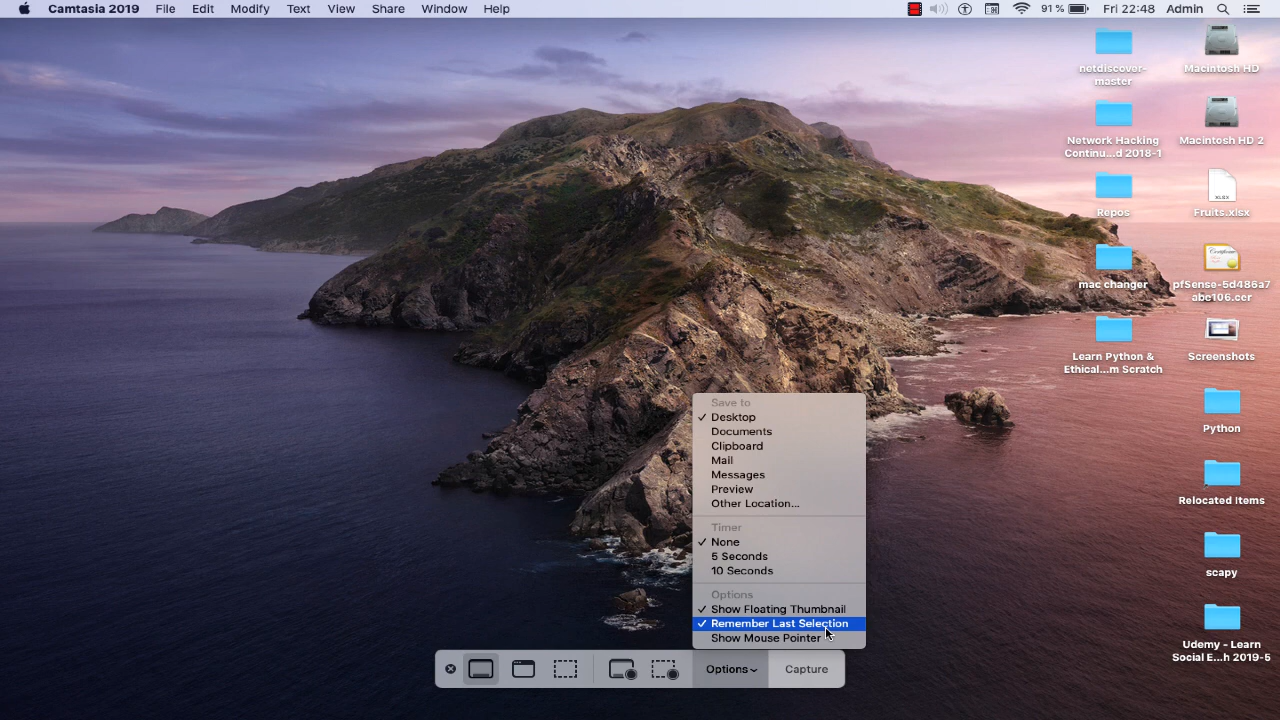 Camtasia 2019 File Edit Modify Text View Share Window Help 91 % Fri 22:48 Admin
netdiscover-
master
Macintosh HD
Network Hacking
Continu...d 2018-1
Macintosh HD 2
Repos
XLSX
Fruits.xlsx
mac changer
Certificate
pfSense-5d486a7
abe106.cer
Learn Python &
Ethical...m Scratch
Screenshots
Python
Relocated Items
scapy
Udemy - Learn
Social E...h 2019-5
Save to
✓ Desktop
Documents
Clipboard
Mail
Messages
Preview
Other Location...
Timer
✓ None
5 Seconds
10 Seconds
Options
✓ Show Floating Thumbnail
✓ Remember Last Selection
Show Mouse Pointer
Options Capture